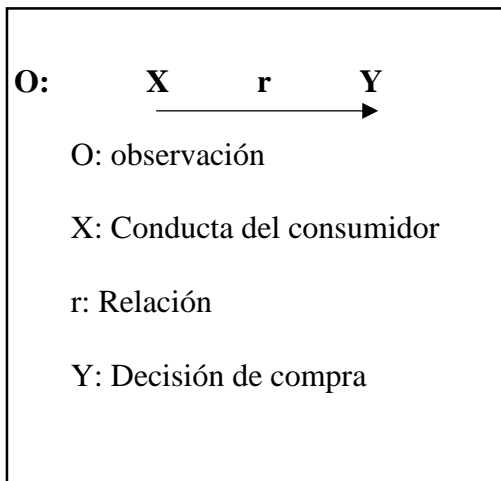 O: X r Y
O: observación
X: Conducta del consumidor
r: Relación
Y: Decisión de compra